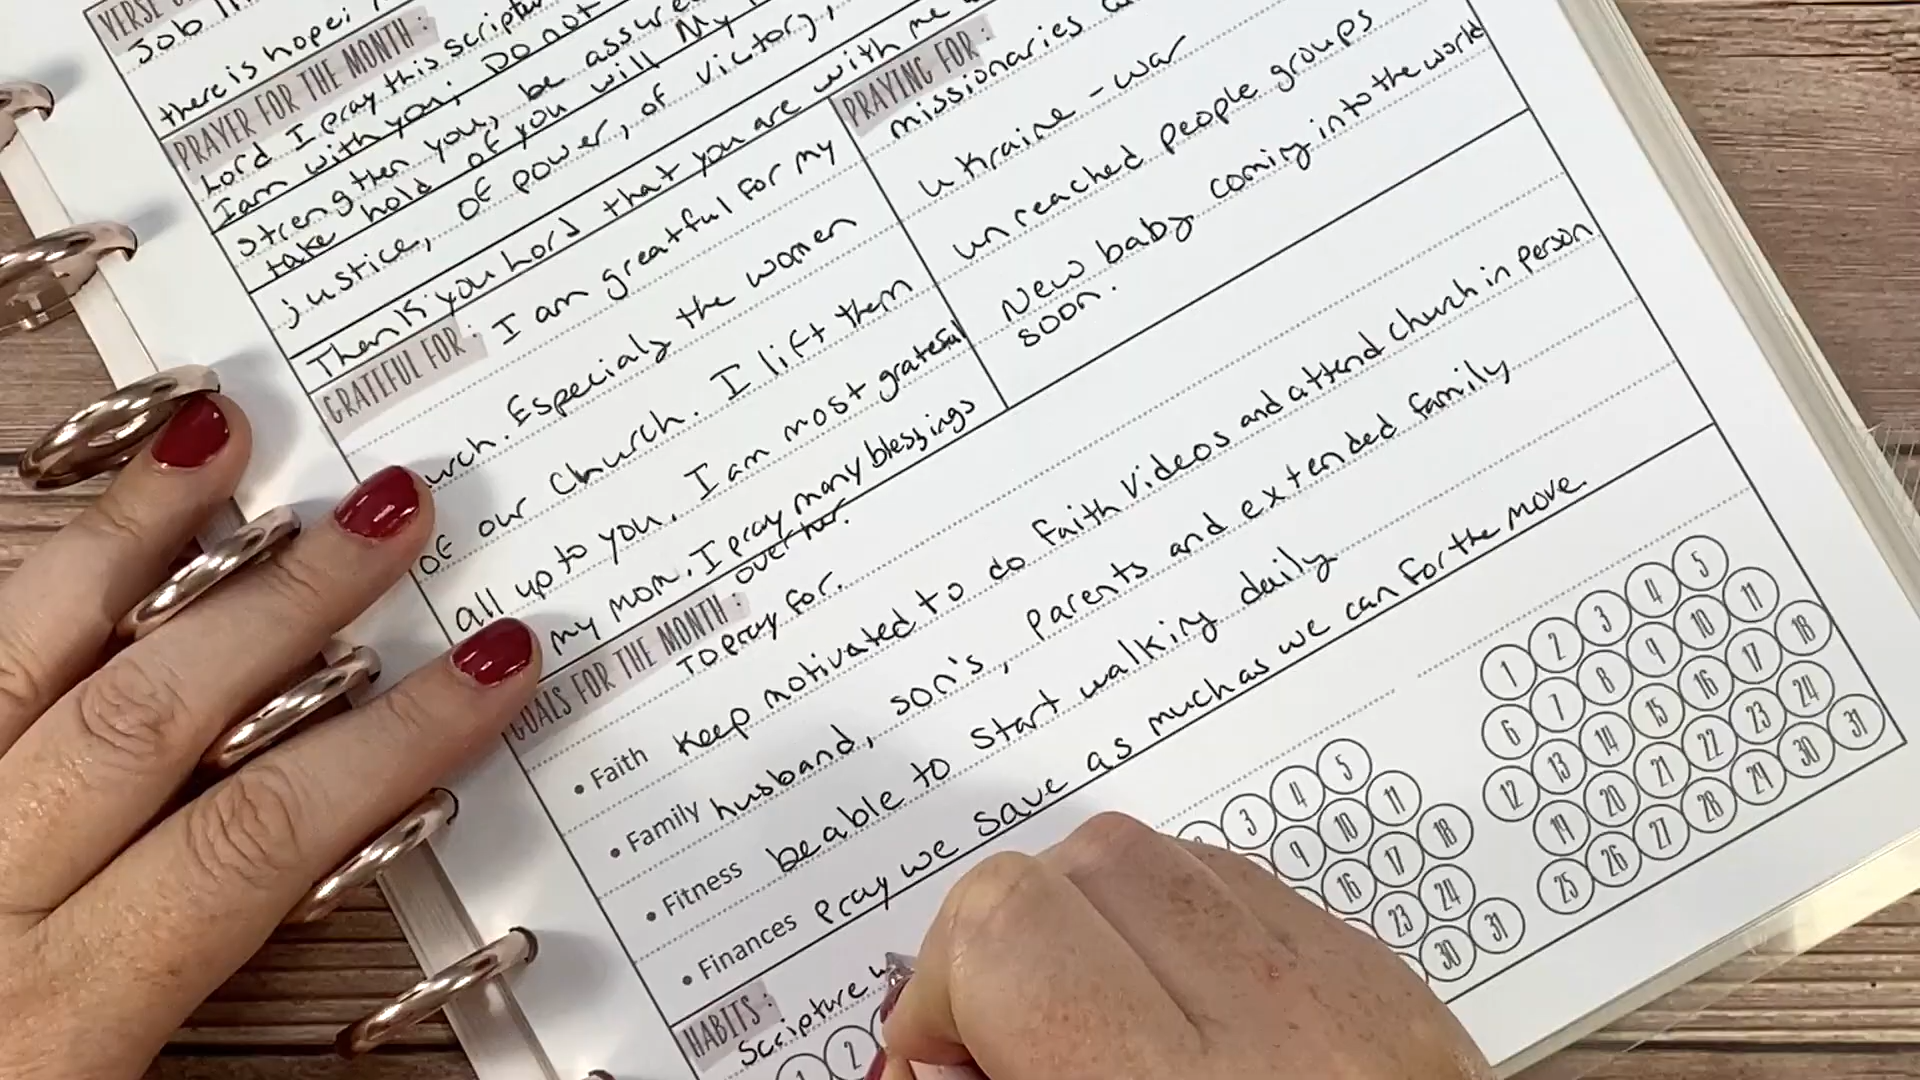 VERSE
Job
there is hope;
PRAYER FOR THE MONTH:
Lord I pray this scripture
I am with you; Do not
strengthen you, be assured
take hold of you will My
justice, of power, of victory,
Thank you Lord that you are with me
GRATEFUL FOR: I am greatful for my
urch. Especialy the women
of our Church. I lift them
all up to you. I am most grateful
my mom. I pray many blessings
over her.
PRAYING FOR:
missionaries
Ukraine - war
unreached people groups
New baby coming into the world
soon.
GOALS FOR THE MONTH:
To pray for.
• Faith Keep motivated to do Faith Videos and attend church in person
• Family husband, son's, parents and extended family
• Fitness be able to start walking daily
• Finances pray we save as much as we can for the move.
HABITS:
Scripture w
1 2
3 4 5
9 10 11
16 17 18
23 24
30 31
1 2 3 4 5
6 7 8 9 10 11
12 13 14 15 16 17 18
19 20 21 22 23 24
25 26 27 28 29 30 31